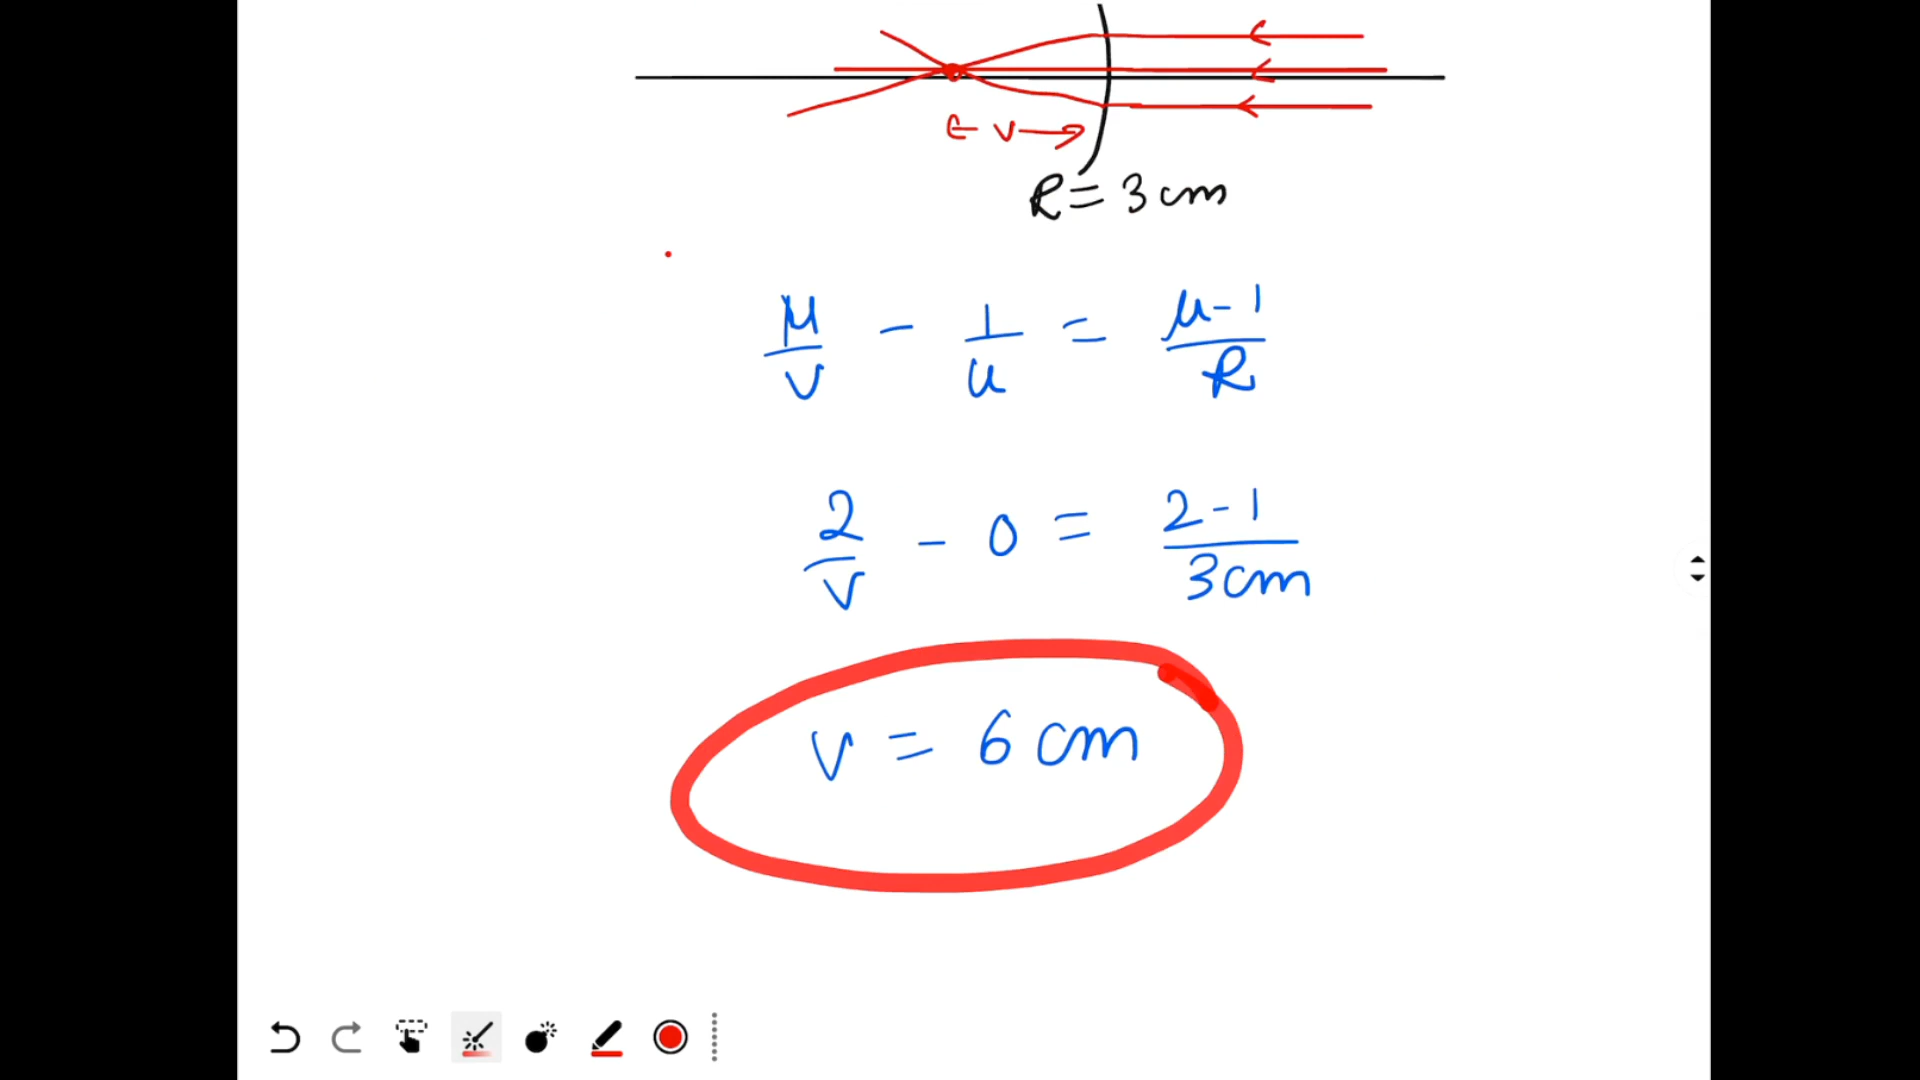 ← v →
R = 3 cm
μ/v - 1/u = μ-1/R
2/v - 0 = 2-1/3cm
v = 6 cm